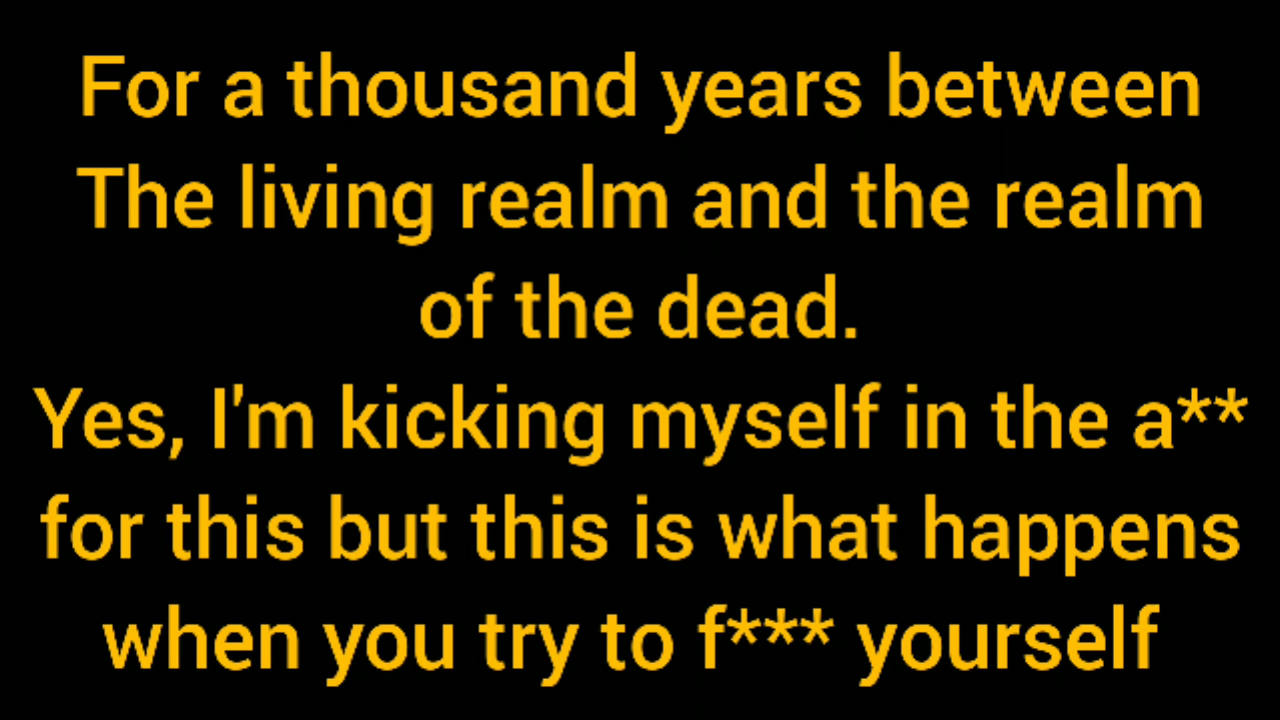 For a thousand years between
The living realm and the realm
of the dead.
Yes, I'm kicking myself in the a**
for this but this is what happens
when you try to f*** yourself